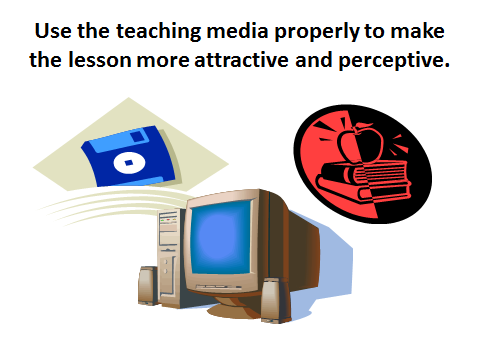 Use the teaching media properly to make
the lesson more attractive and perceptive.